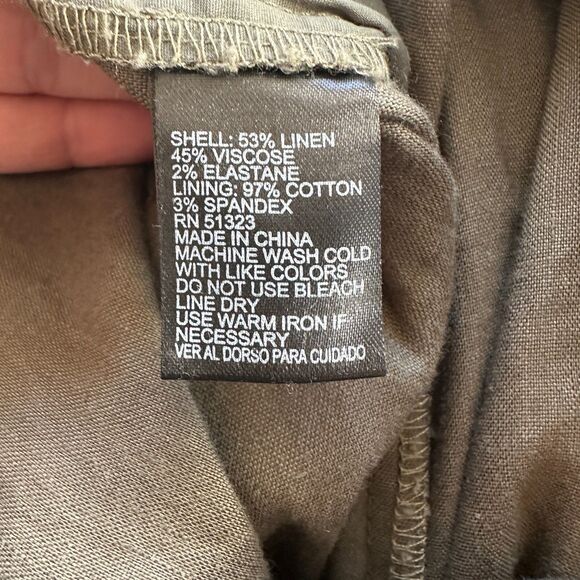 SHELL: 53% LINEN
45% VISCOSE
2% ELASTANE
LINING: 97% COTTON
3% SPANDEX
RN 51323
MADE IN CHINA
MACHINE WASH COLD
WITH LIKE COLORS
DO NOT USE BLEACH
LINE DRY
USE WARM IRON IF
NECESSARY
VER AL DORSO PARA CUIDADO